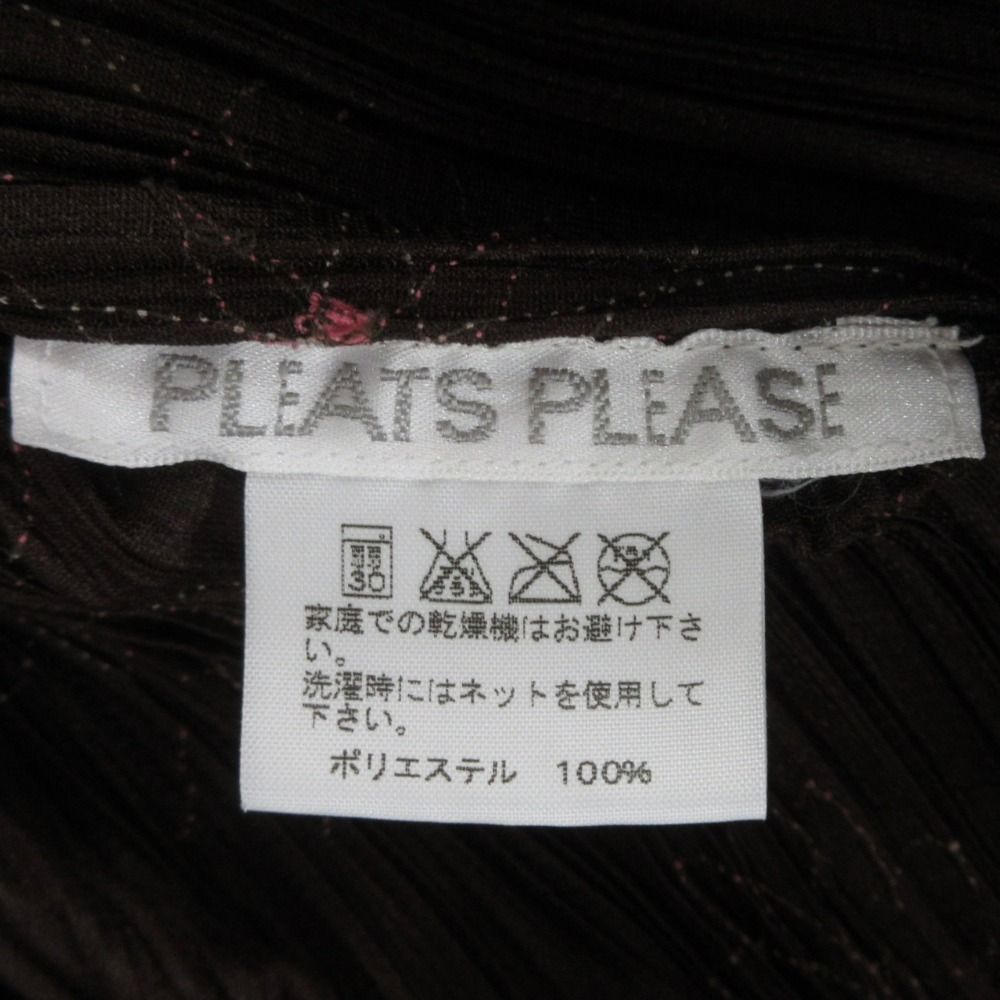 PLEATS PLEASE
30
家庭での乾燥機はお避け下さ
い。
洗濯時にはネットを使用して
下さい。
ポリエステル 100%